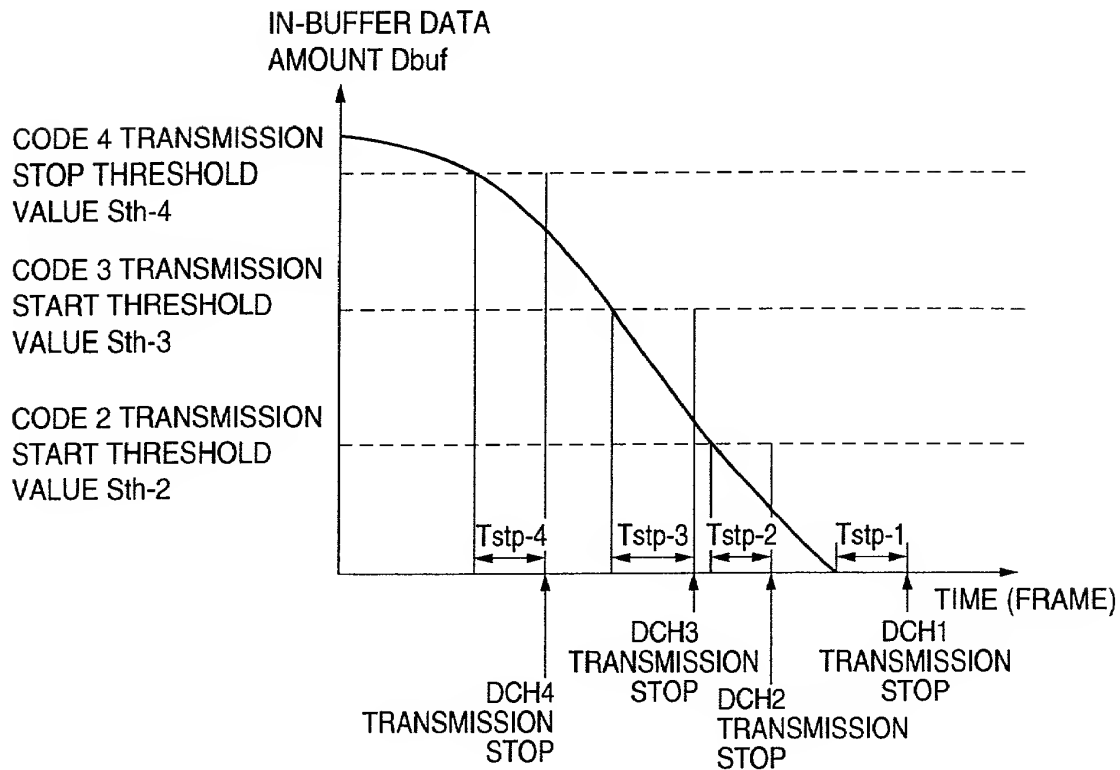 IN-BUFFER DATA
AMOUNT Dbuf
CODE 4 TRANSMISSION
STOP THRESHOLD
VALUE Sth-4
CODE 3 TRANSMISSION
START THRESHOLD
VALUE Sth-3
CODE 2 TRANSMISSION
START THRESHOLD
VALUE Sth-2
Tstp-4
Tstp-3
Tstp-2
Tstp-1
TIME (FRAME)
DCH4
TRANSMISSION
STOP
DCH3
TRANSMISSION
STOP
DCH2
TRANSMISSION
STOP
DCH1
TRANSMISSION
STOP